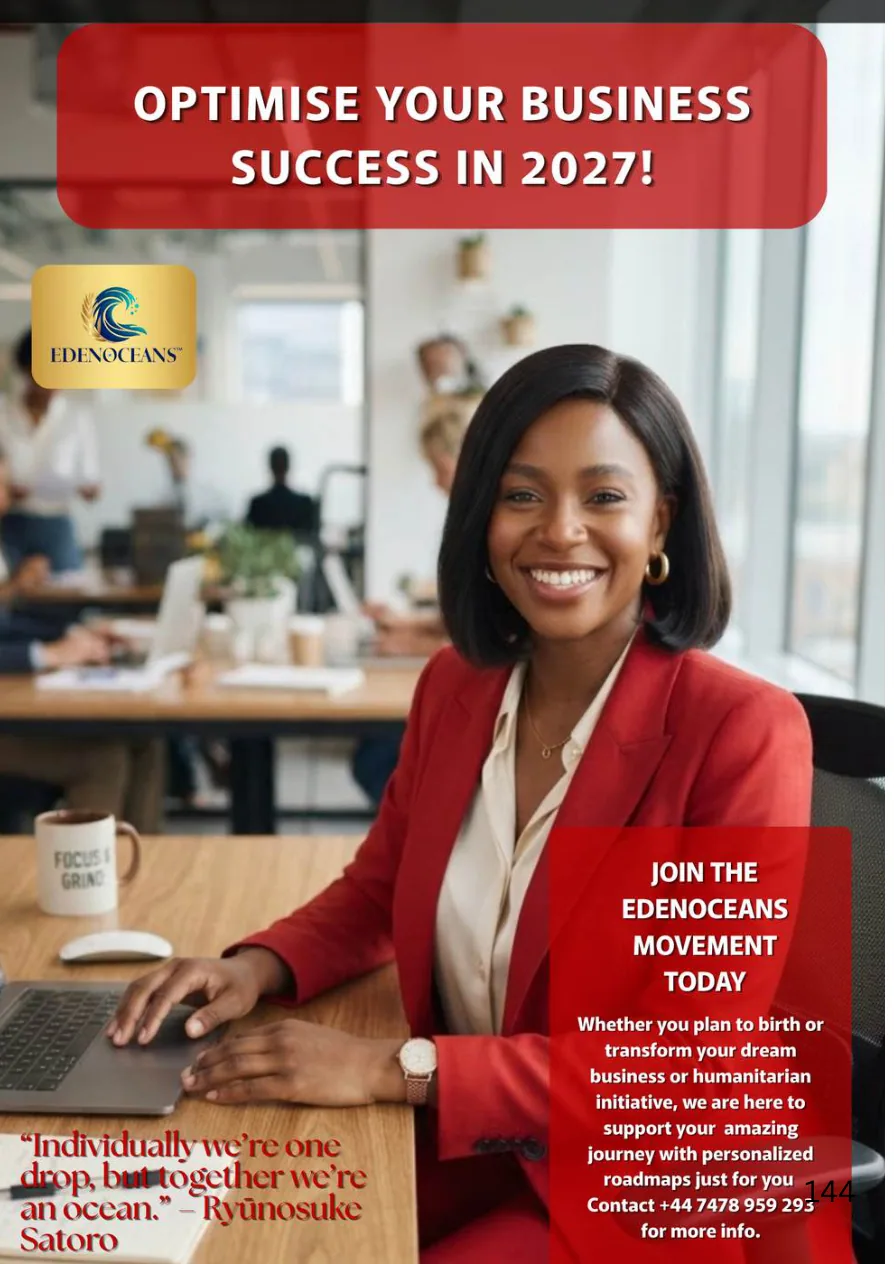 OPTIMISE YOUR BUSINESS
SUCCESS IN 2027!
EDENOCEANS™
FOCUS &
GRIND
JOIN THE
EDENOCEANS
MOVEMENT
TODAY
Whether you plan to birth or
transform your dream
business or humanitarian
initiative, we are here to
support your amazing
journey with personalized
roadmaps just for you
Contact +44 7478 959 293
for more info.
144
“Individually we’re one
drop, but together we’re
an ocean.” – Ryūnosuke
Satoro